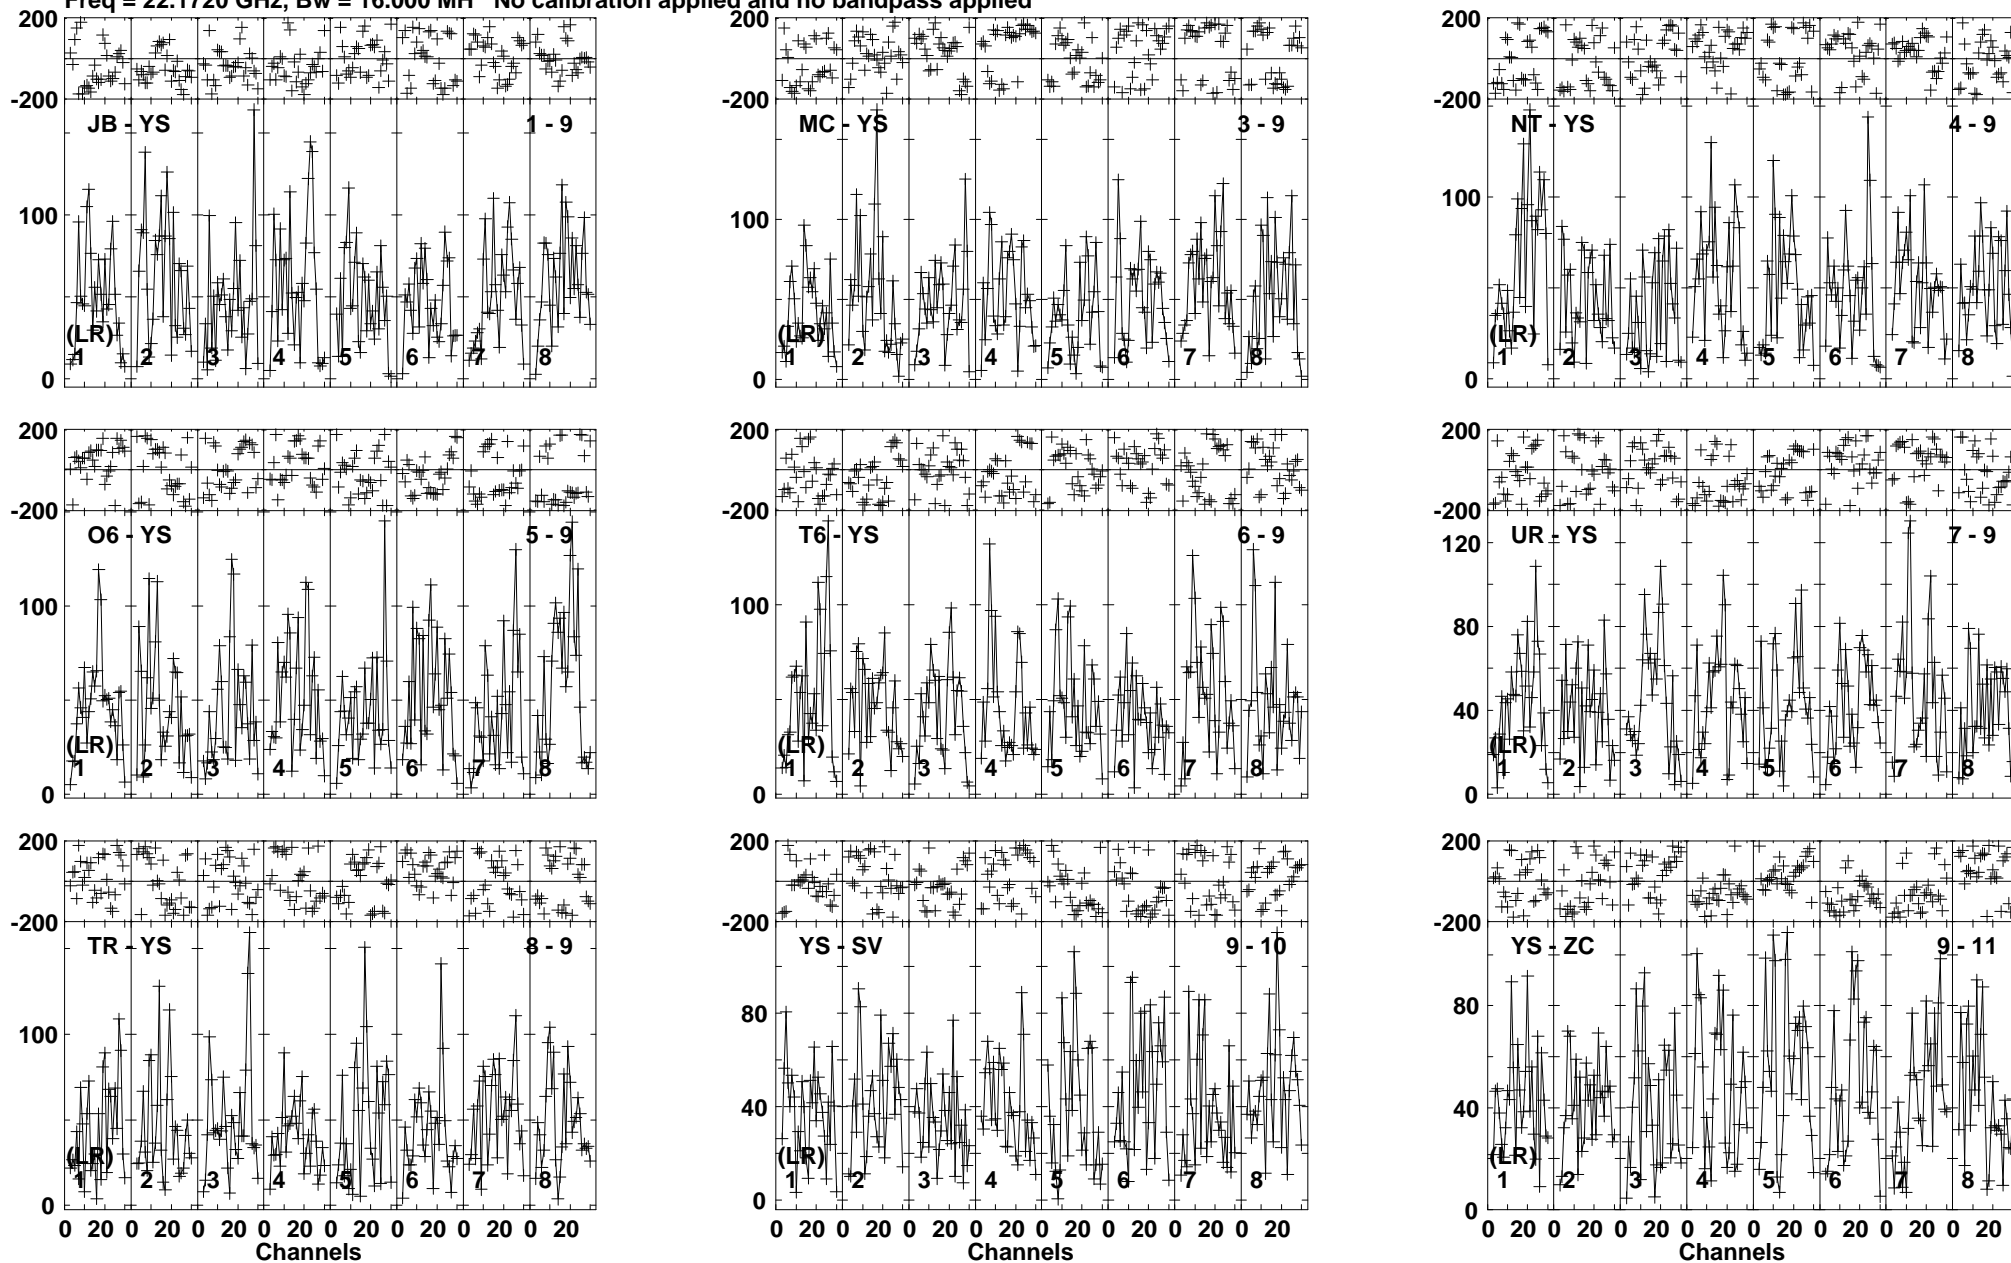 Freq = 22.1720 GHz, Bw = 16.000 MH No calibration applied and no bandpass applied
200 200 200
-200 -200 -200
JB - YS 1 - 9 MC - YS 3 - 9 NT - YS 4 - 9
100 100 100
(LR) (LR) (LR)
1 2 3 4 5 6 7 8 1 2 3 4 5 6 7 8 1 2 3 4 5 6 7 8
0 0 0
200 200 200
-200 -200 -200
O6 - YS 5 - 9 T6 - YS 6 - 9 UR - YS 7 - 9
120
100 100
80
40
(LR) (LR) (LR)
1 2 3 4 5 6 7 8 1 2 3 4 5 6 7 8 1 2 3 4 5 6 7 8
0 0 0
200 200 200
-200 -200 -200
TR - YS 8 - 9 YS - SV 9 - 10 YS - ZC 9 - 11
100 80 80
40 40
(LR) (LR) (LR)
1 2 3 4 5 6 7 8 1 2 3 4 5 6 7 8 1 2 3 4 5 6 7 8
0 0 0
0 20 0 20 0 20 0 20 0 20 0 20 0 20 0 20 0 20 0 20 0 20 0 20 0 20 0 20 0 20 0 20 0 20 0 20 0 20 0 20 0 20 0 20 0 20 0 20
Channels Channels Channels